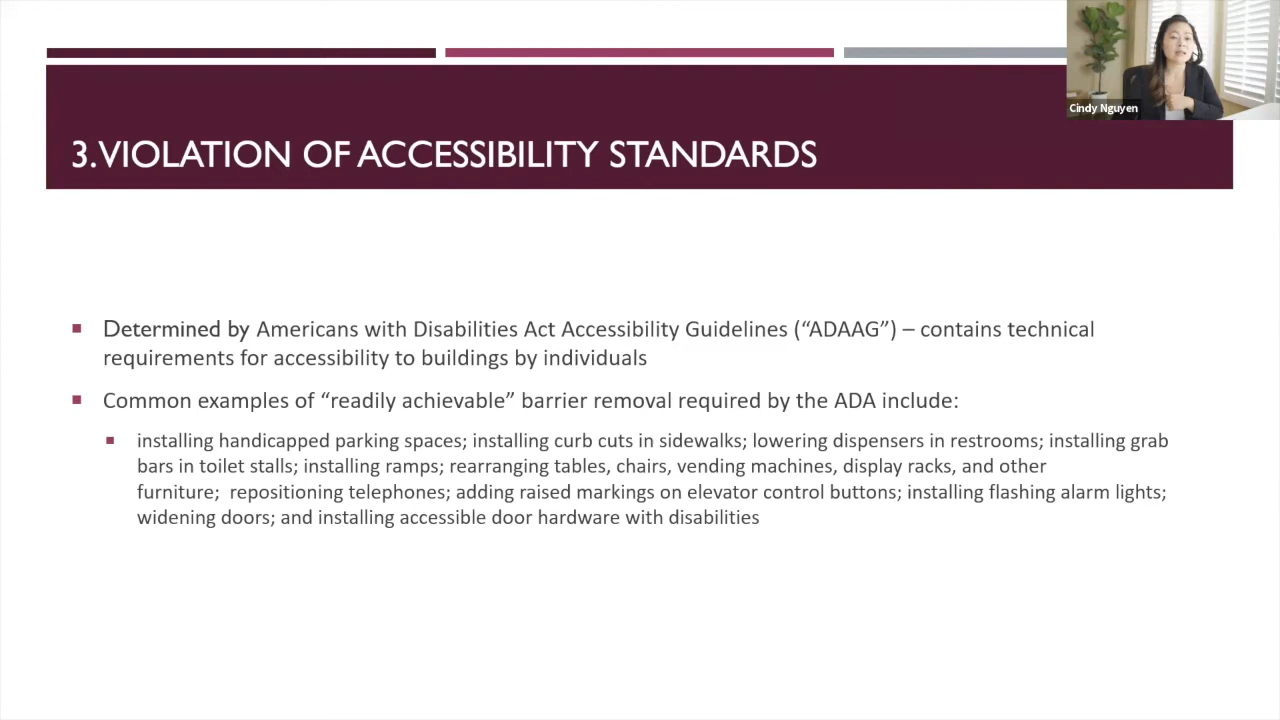 Cindy Nguyen
3. VIOLATION OF ACCESSIBILITY STANDARDS
Determined by Americans with Disabilities Act Accessibility Guidelines (“ADAAG”) – contains technical
requirements for accessibility to buildings by individuals
Common examples of “readily achievable” barrier removal required by the ADA include:
installing handicapped parking spaces; installing curb cuts in sidewalks; lowering dispensers in restrooms; installing grab
bars in toilet stalls; installing ramps; rearranging tables, chairs, vending machines, display racks, and other
furniture;  repositioning telephones; adding raised markings on elevator control buttons; installing flashing alarm lights;
widening doors; and installing accessible door hardware with disabilities